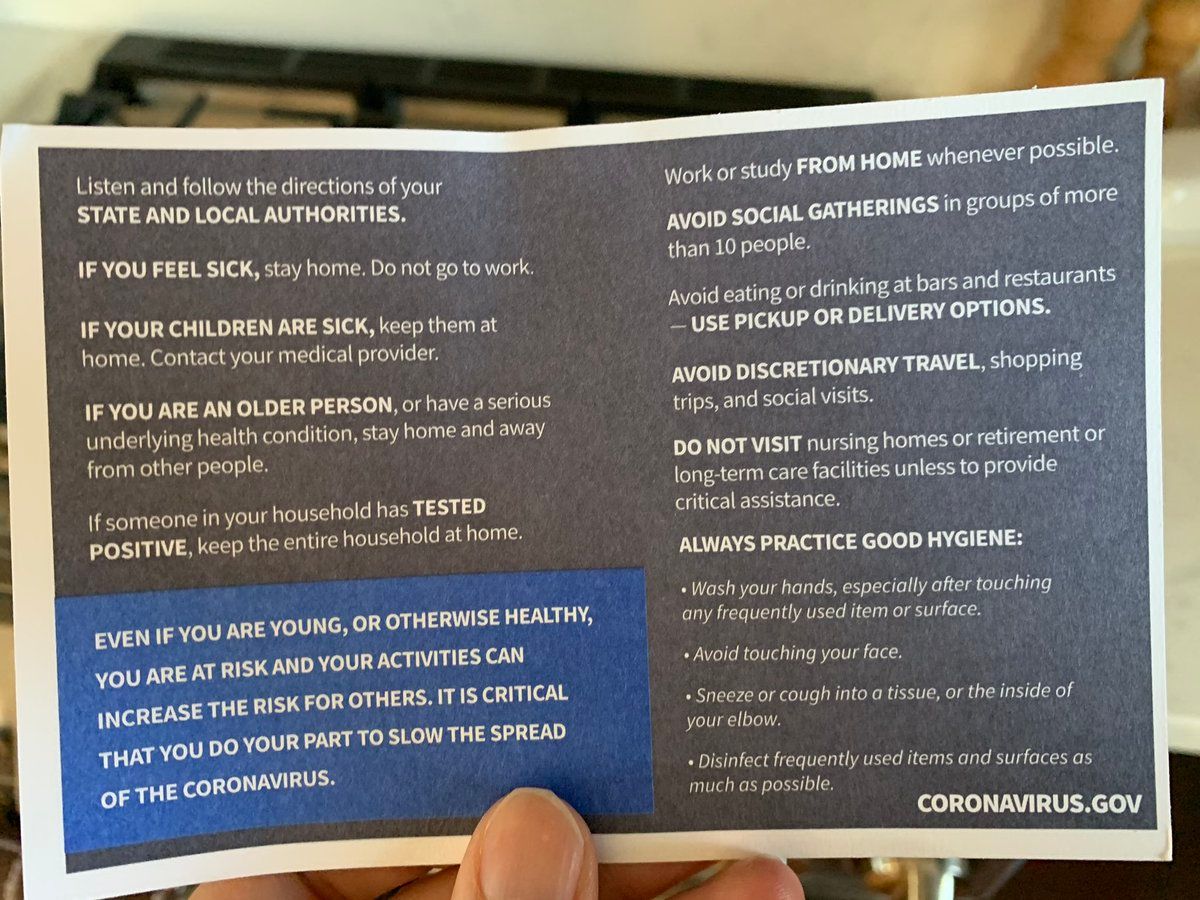 Listen and follow the directions of your
STATE AND LOCAL AUTHORITIES.
IF YOU FEEL SICK, stay home. Do not go to work.
IF YOUR CHILDREN ARE SICK, keep them at
home. Contact your medical provider.
IF YOU ARE AN OLDER PERSON, or have a serious
underlying health condition, stay home and away
from other people.
If someone in your household has TESTED
POSITIVE, keep the entire household at home.
EVEN IF YOU ARE YOUNG, OR OTHERWISE HEALTHY,
YOU ARE AT RISK AND YOUR ACTIVITIES CAN
INCREASE THE RISK FOR OTHERS. IT IS CRITICAL
THAT YOU DO YOUR PART TO SLOW THE SPREAD
OF THE CORONAVIRUS.
Work or study FROM HOME whenever possible.
AVOID SOCIAL GATHERINGS in groups of more
than 10 people.
Avoid eating or drinking at bars and restaurants
— USE PICKUP OR DELIVERY OPTIONS.
AVOID DISCRETIONARY TRAVEL, shopping
trips, and social visits.
DO NOT VISIT nursing homes or retirement or
long-term care facilities unless to provide
critical assistance.
ALWAYS PRACTICE GOOD HYGIENE:
• Wash your hands, especially after touching
any frequently used item or surface.
• Avoid touching your face.
• Sneeze or cough into a tissue, or the inside of
your elbow.
• Disinfect frequently used items and surfaces as
much as possible.
CORONAVIRUS.GOV